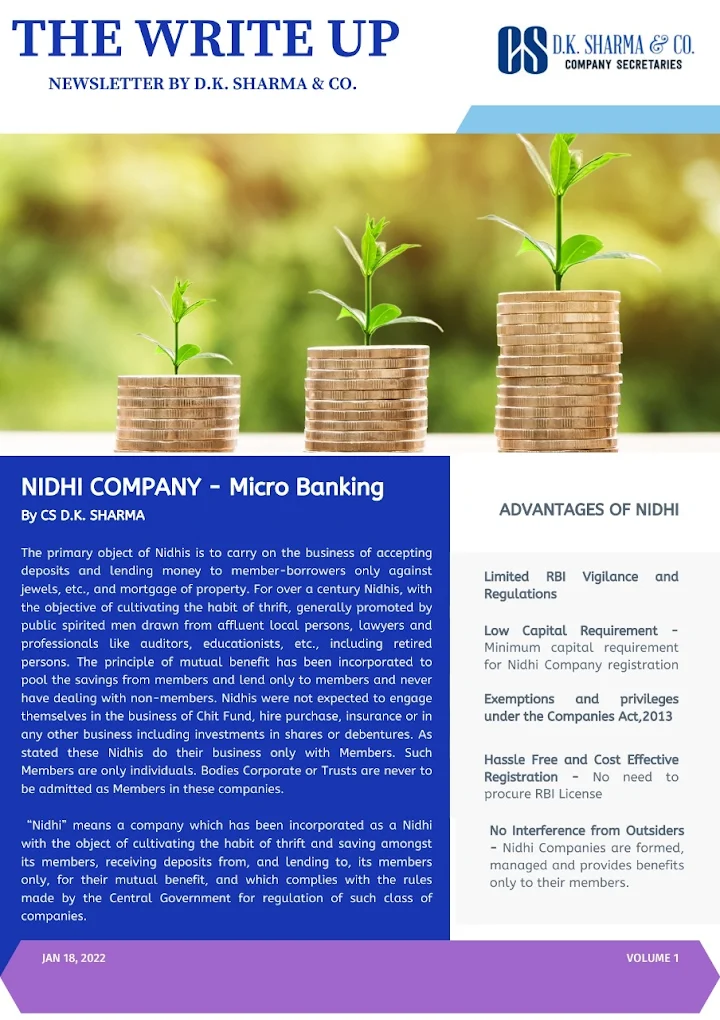 THE WRITE UP
NEWSLETTER BY D.K. SHARMA & CO.
CS D.K. SHARMA & CO.
COMPANY SECRETARIES
NIDHI COMPANY - Micro Banking
By CS D.K. SHARMA
The primary object of Nidhis is to carry on the business of accepting
deposits and lending money to member-borrowers only against
jewels, etc., and mortgage of property. For over a century Nidhis, with
the objective of cultivating the habit of thrift, generally promoted by
public spirited men drawn from affluent local persons, lawyers and
professionals like auditors, educationists, etc., including retired
persons. The principle of mutual benefit has been incorporated to
pool the savings from members and lend only to members and never
have dealing with non-members. Nidhis were not expected to engage
themselves in the business of Chit Fund, hire purchase, insurance or in
any other business including investments in shares or debentures. As
stated these Nidhis do their business only with Members. Such
Members are only individuals. Bodies Corporate or Trusts are never to
be admitted as Members in these companies.
“Nidhi” means a company which has been incorporated as a Nidhi
with the object of cultivating the habit of thrift and saving amongst
its members, receiving deposits from, and lending to, its members
only, for their mutual benefit, and which complies with the rules
made by the Central Government for regulation of such class of
companies.
ADVANTAGES OF NIDHI
Limited RBI Vigilance and
Regulations
Low Capital Requirement -
Minimum capital requirement
for Nidhi Company registration
Exemptions and privileges
under the Companies Act,2013
Hassle Free and Cost Effective
Registration - No need to
procure RBI License
No Interference from Outsiders
- Nidhi Companies are formed,
managed and provides benefits
only to their members.
JAN 18, 2022
VOLUME 1